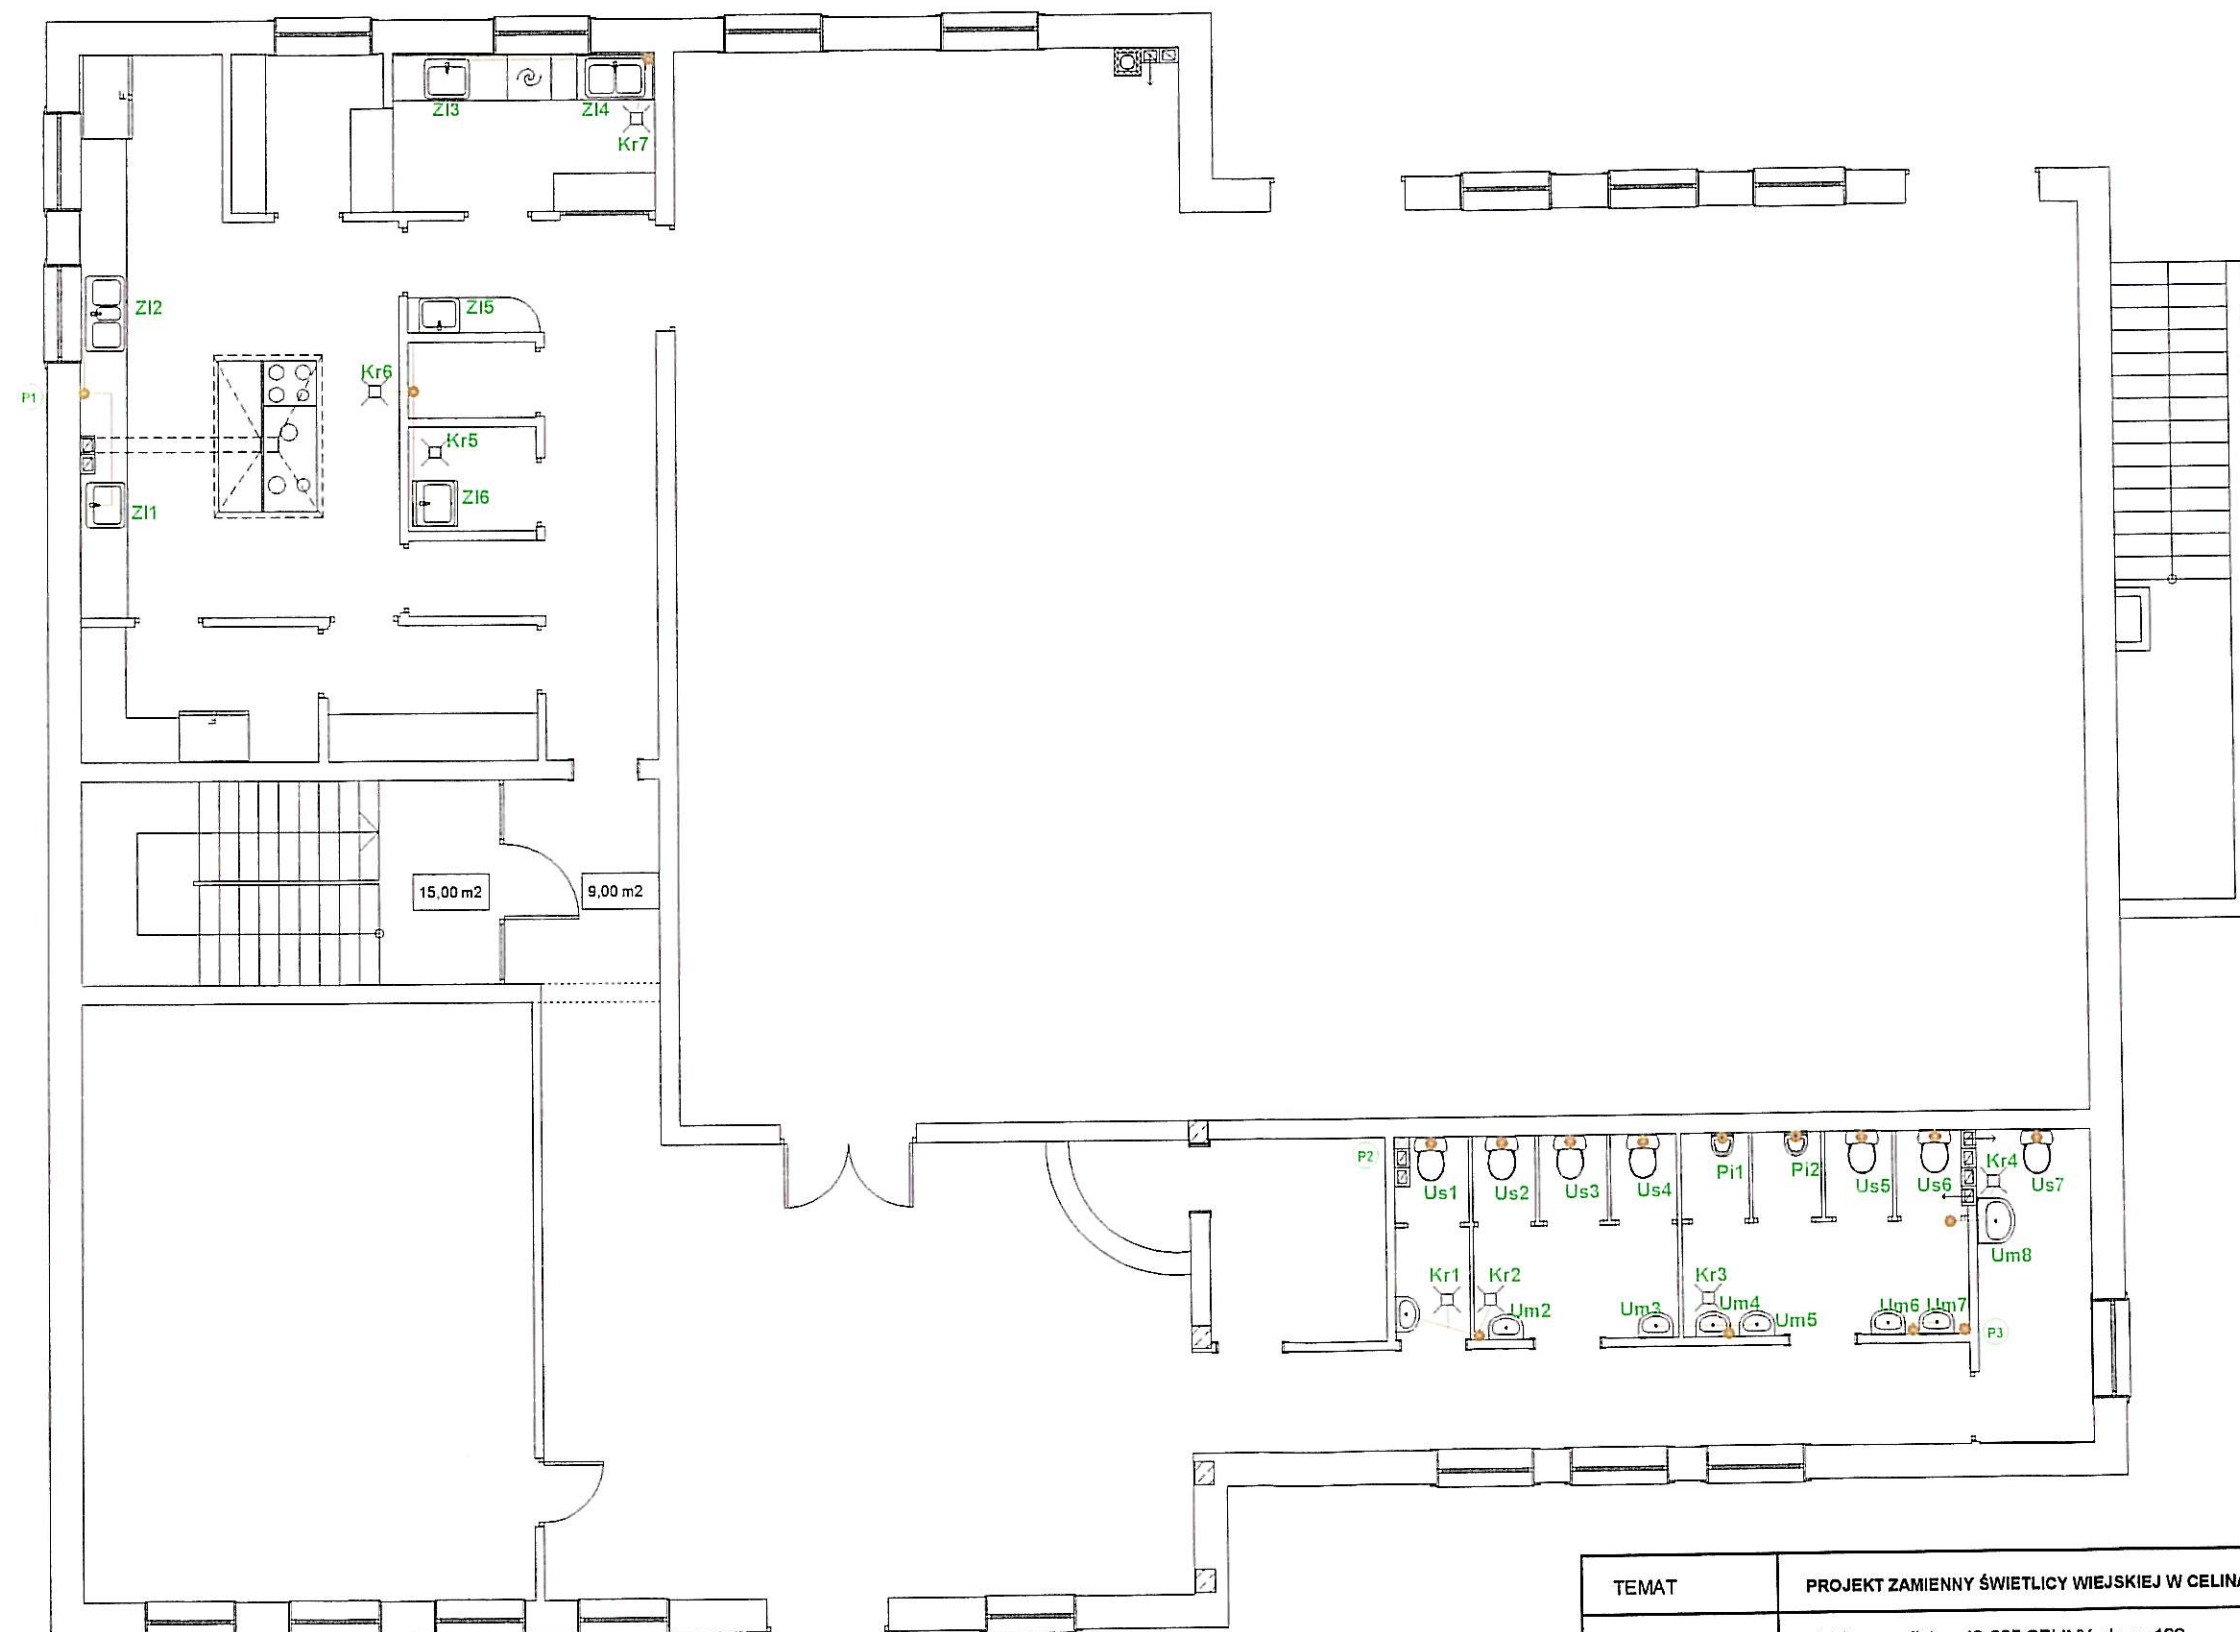 Zl3
Zl4
Kr7
Zl2
Zl5
P1
Kr6
Kr5
Zl6
Zl1
15,00 m2
9,00 m2
P2
Us1
Us2
Us3
Us4
Pi1
Pi2
Us5
Us6
Kr4
Us7
Um8
Kr1
Kr2
Um2
Um3
Kr3
Um4
Um5
Um6
Um7
P3
TEMAT
PROJEKT ZAMIENNY ŚWIETLICY WIEJSKIEJ W